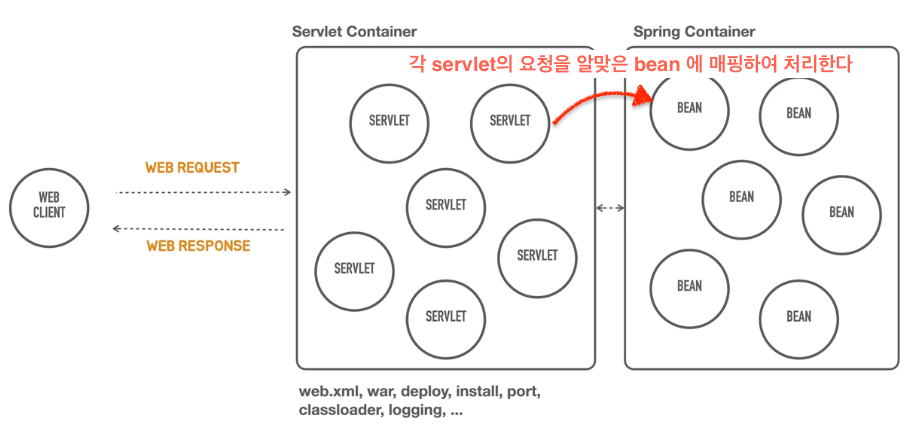 Servlet Container
Spring Container
각 servlet의 요청을 알맞은 bean 에 매핑하여 처리한다
SERVLET
SERVLET
BEAN
BEAN
WEB REQUEST
WEB
CLIENT
SERVLET
BEAN
BEAN
WEB RESPONSE
SERVLET
SERVLET
BEAN
SERVLET
BEAN
web.xml, war, deploy, install, port,
classloader, logging, ...